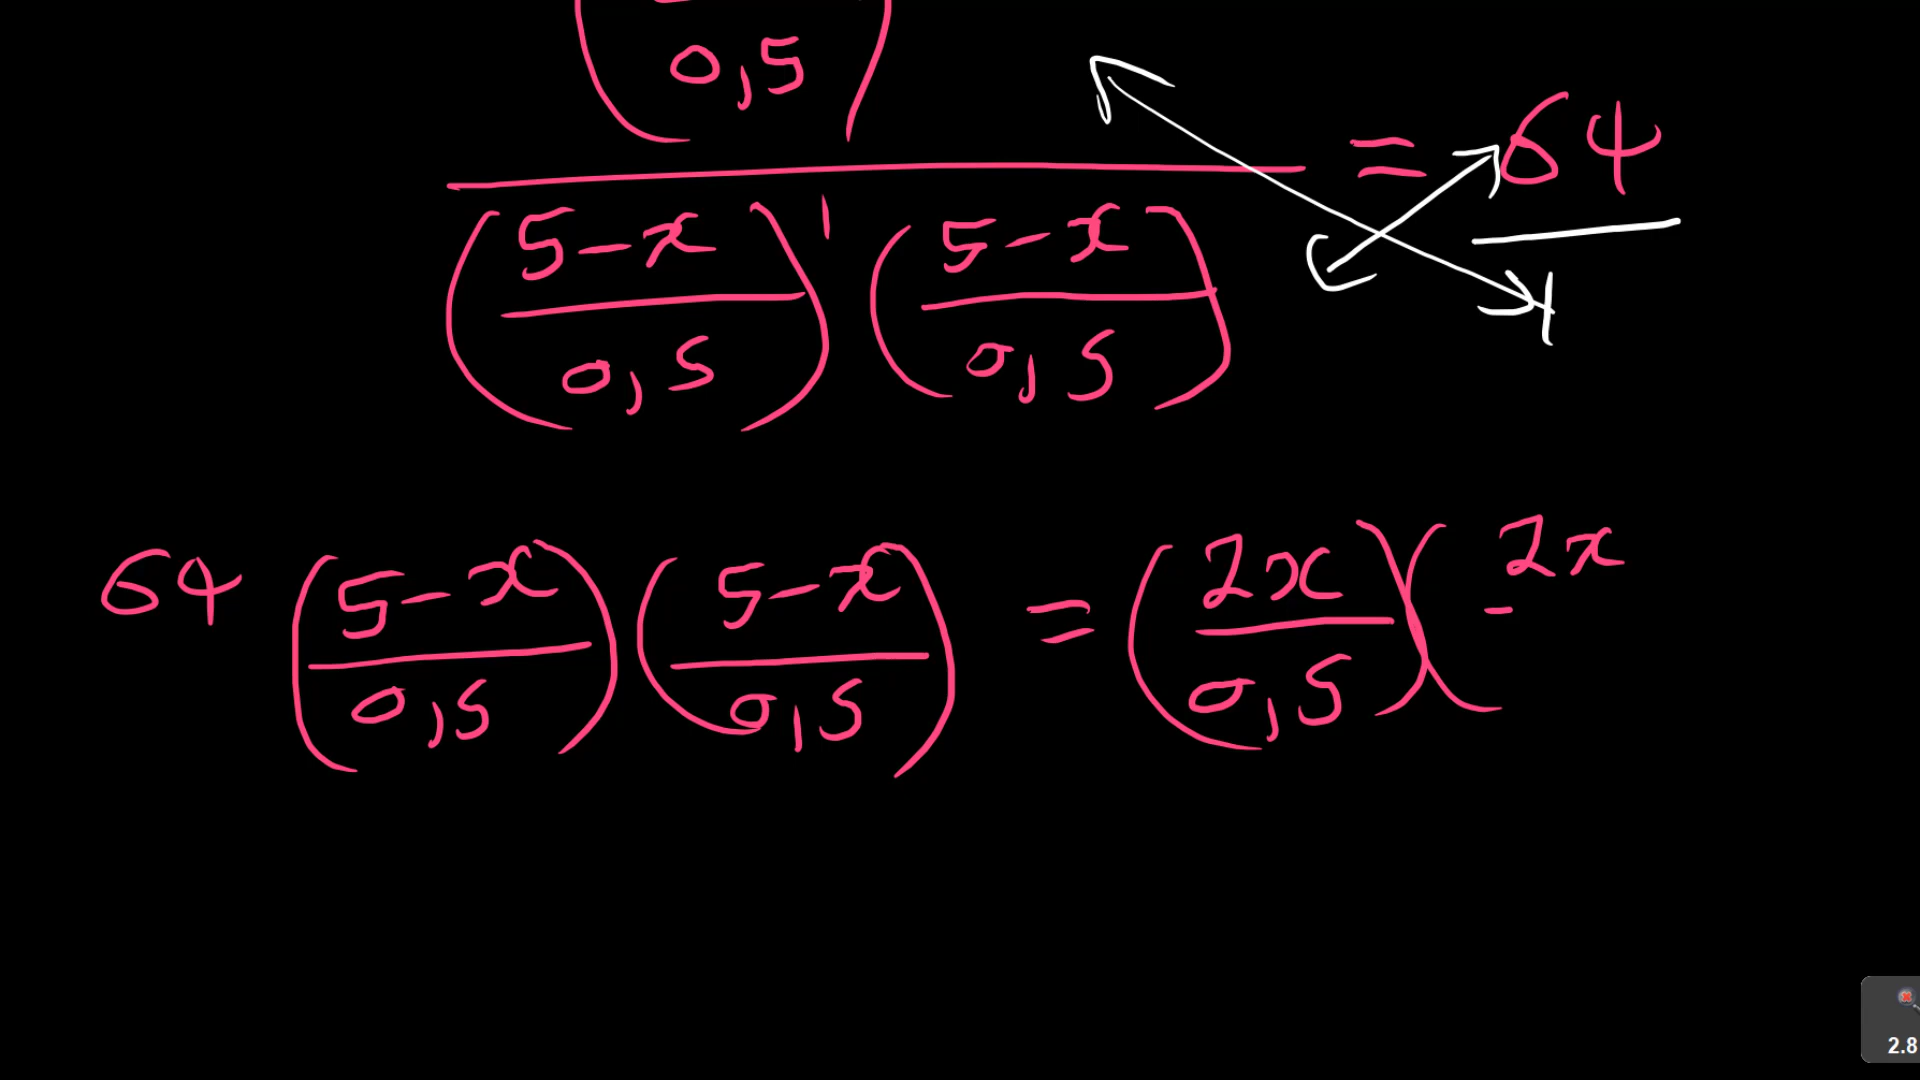 0,5
= 64
(5-x)¹ (5-x)
1
0,5 0,5
64 (5-x) (5-x) = (2x)(2x
0,5 0,5 0,5
2.8